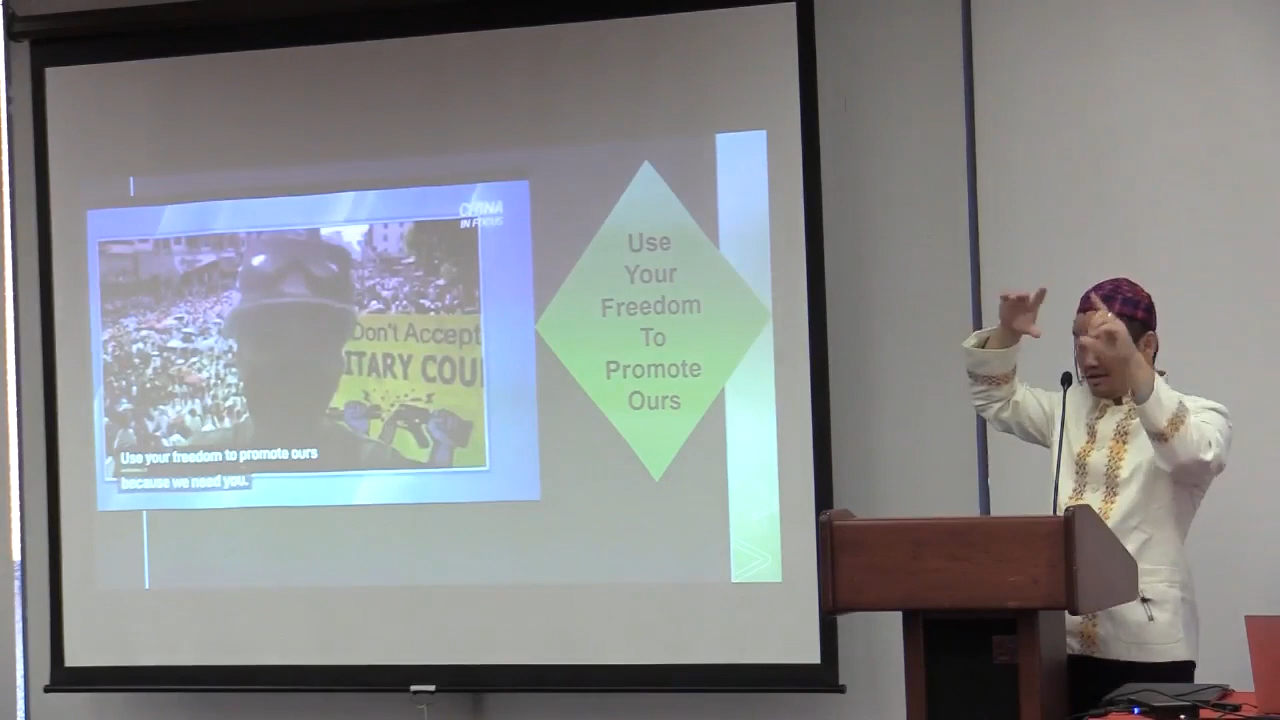 CHINA
IN FOCUS
Don't Accept
ITARY COU
Use your freedom to promote ours
because we need you.
Use
Your
Freedom
To
Promote
Ours